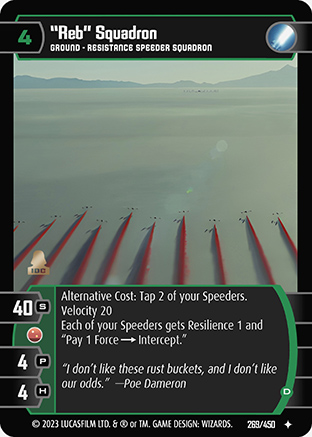 4
"Reb" Squadron
GROUND - RESISTANCE SPEEDER SQUADRON
IDC
40 S
4 P
4 H
Alternative Cost: Tap 2 of your Speeders.
Velocity 20
Each of your Speeders gets Resilience 1 and
"Pay 1 Force → Intercept."
"I don't like these rust buckets, and I don't like
our odds." —Poe Dameron
D
© 2023 LUCASFILM LTD. & ® or TM. GAME DESIGN: WIZARDS.
269/450